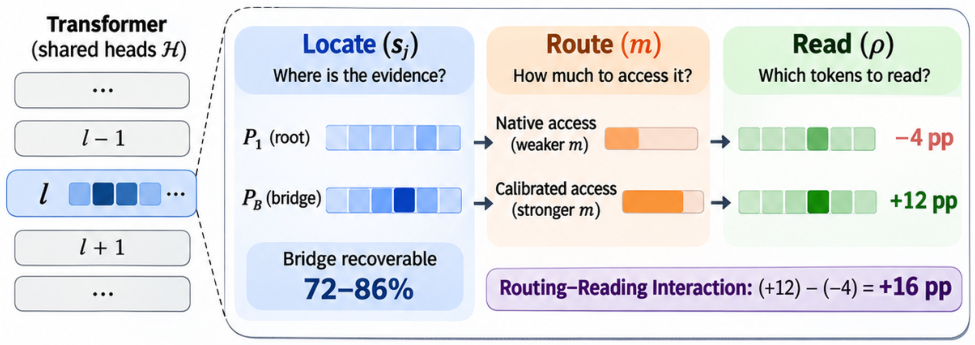 Transformer
(shared heads ℋ)
...
l − 1
l ...
l + 1
...
Locate (s_j)
Where is the evidence?
P_1 (root)
P_B (bridge)
Bridge recoverable
72–86%
Route (m)
How much to access it?
Native access
(weaker m)
Calibrated access
(stronger m)
Read (ρ)
Which tokens to read?
−4 pp
+12 pp
Routing–Reading Interaction: (+12) − (−4) = +16 pp